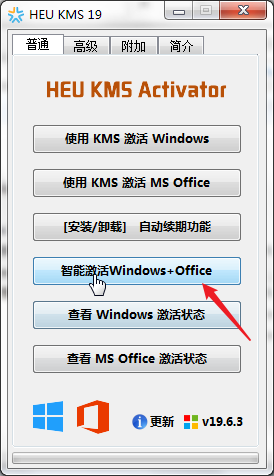 HEU KMS 19
普通 高级 附加 简介
HEU KMS Activator
使用 KMS 激活 Windows
使用 KMS 激活 MS Office
[安装/卸载] 自动续期功能
智能激活Windows+Office
查看 Windows 激活状态
查看 MS Office 激活状态
更新 v19.6.3